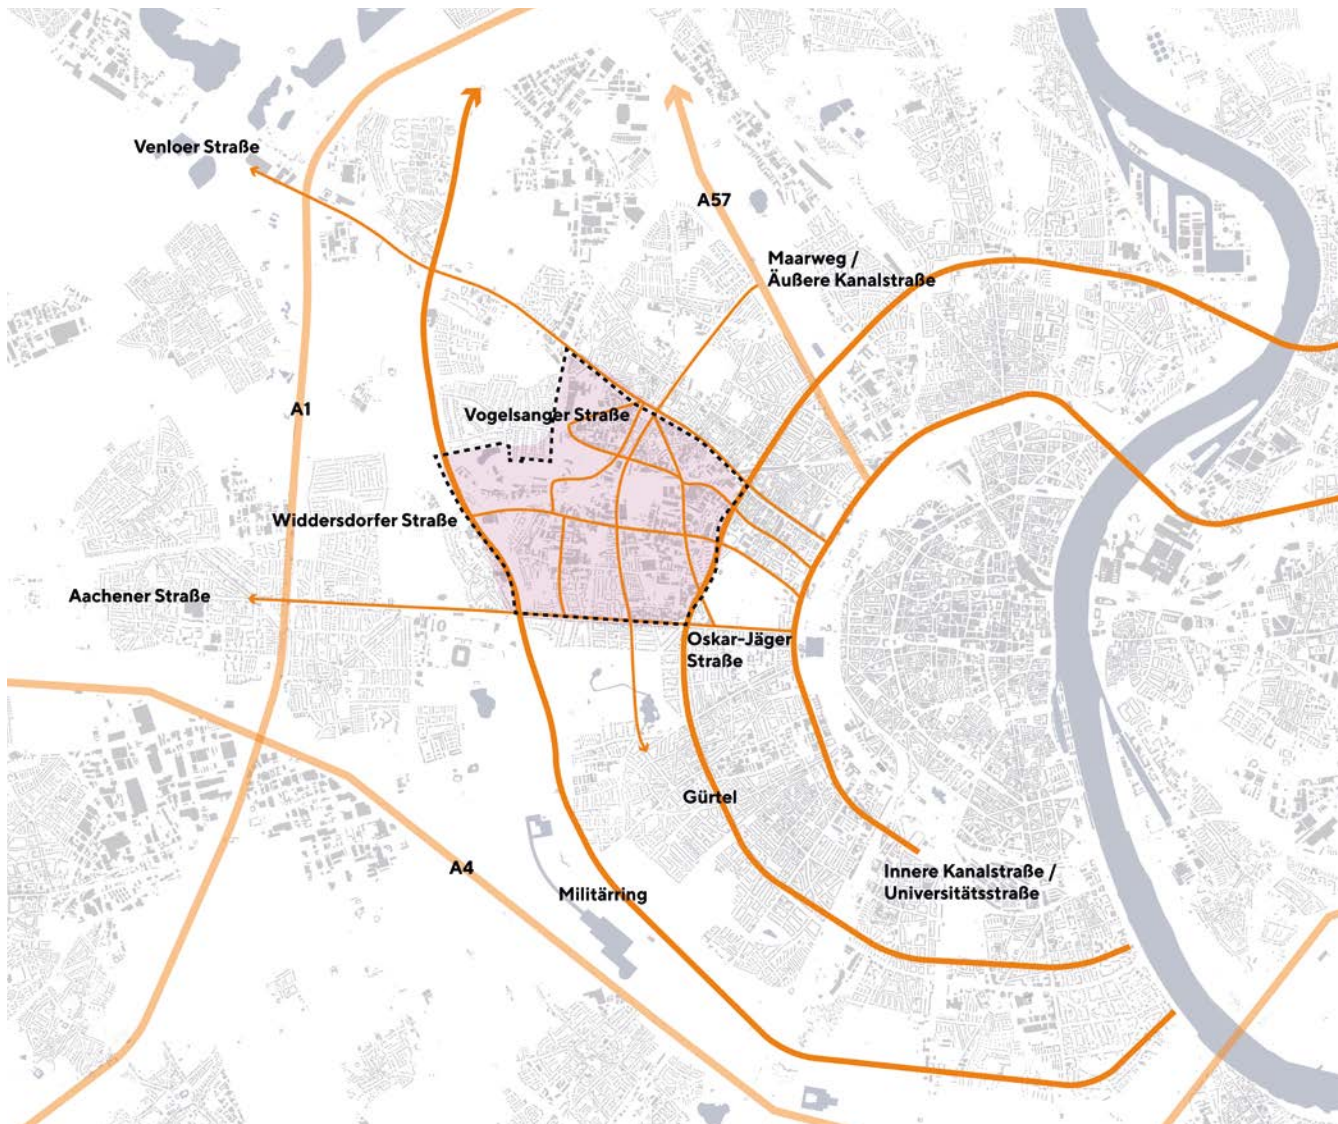 Venloer Straße
A57
Maarweg /
Äußere Kanalstraße
A1
Vogelsanger Straße
Widdersdorfer Straße
Aachener Straße
Oskar-Jäger
Straße
Gürtel
A4
Militärring
Innere Kanalstraße /
Universitätsstraße